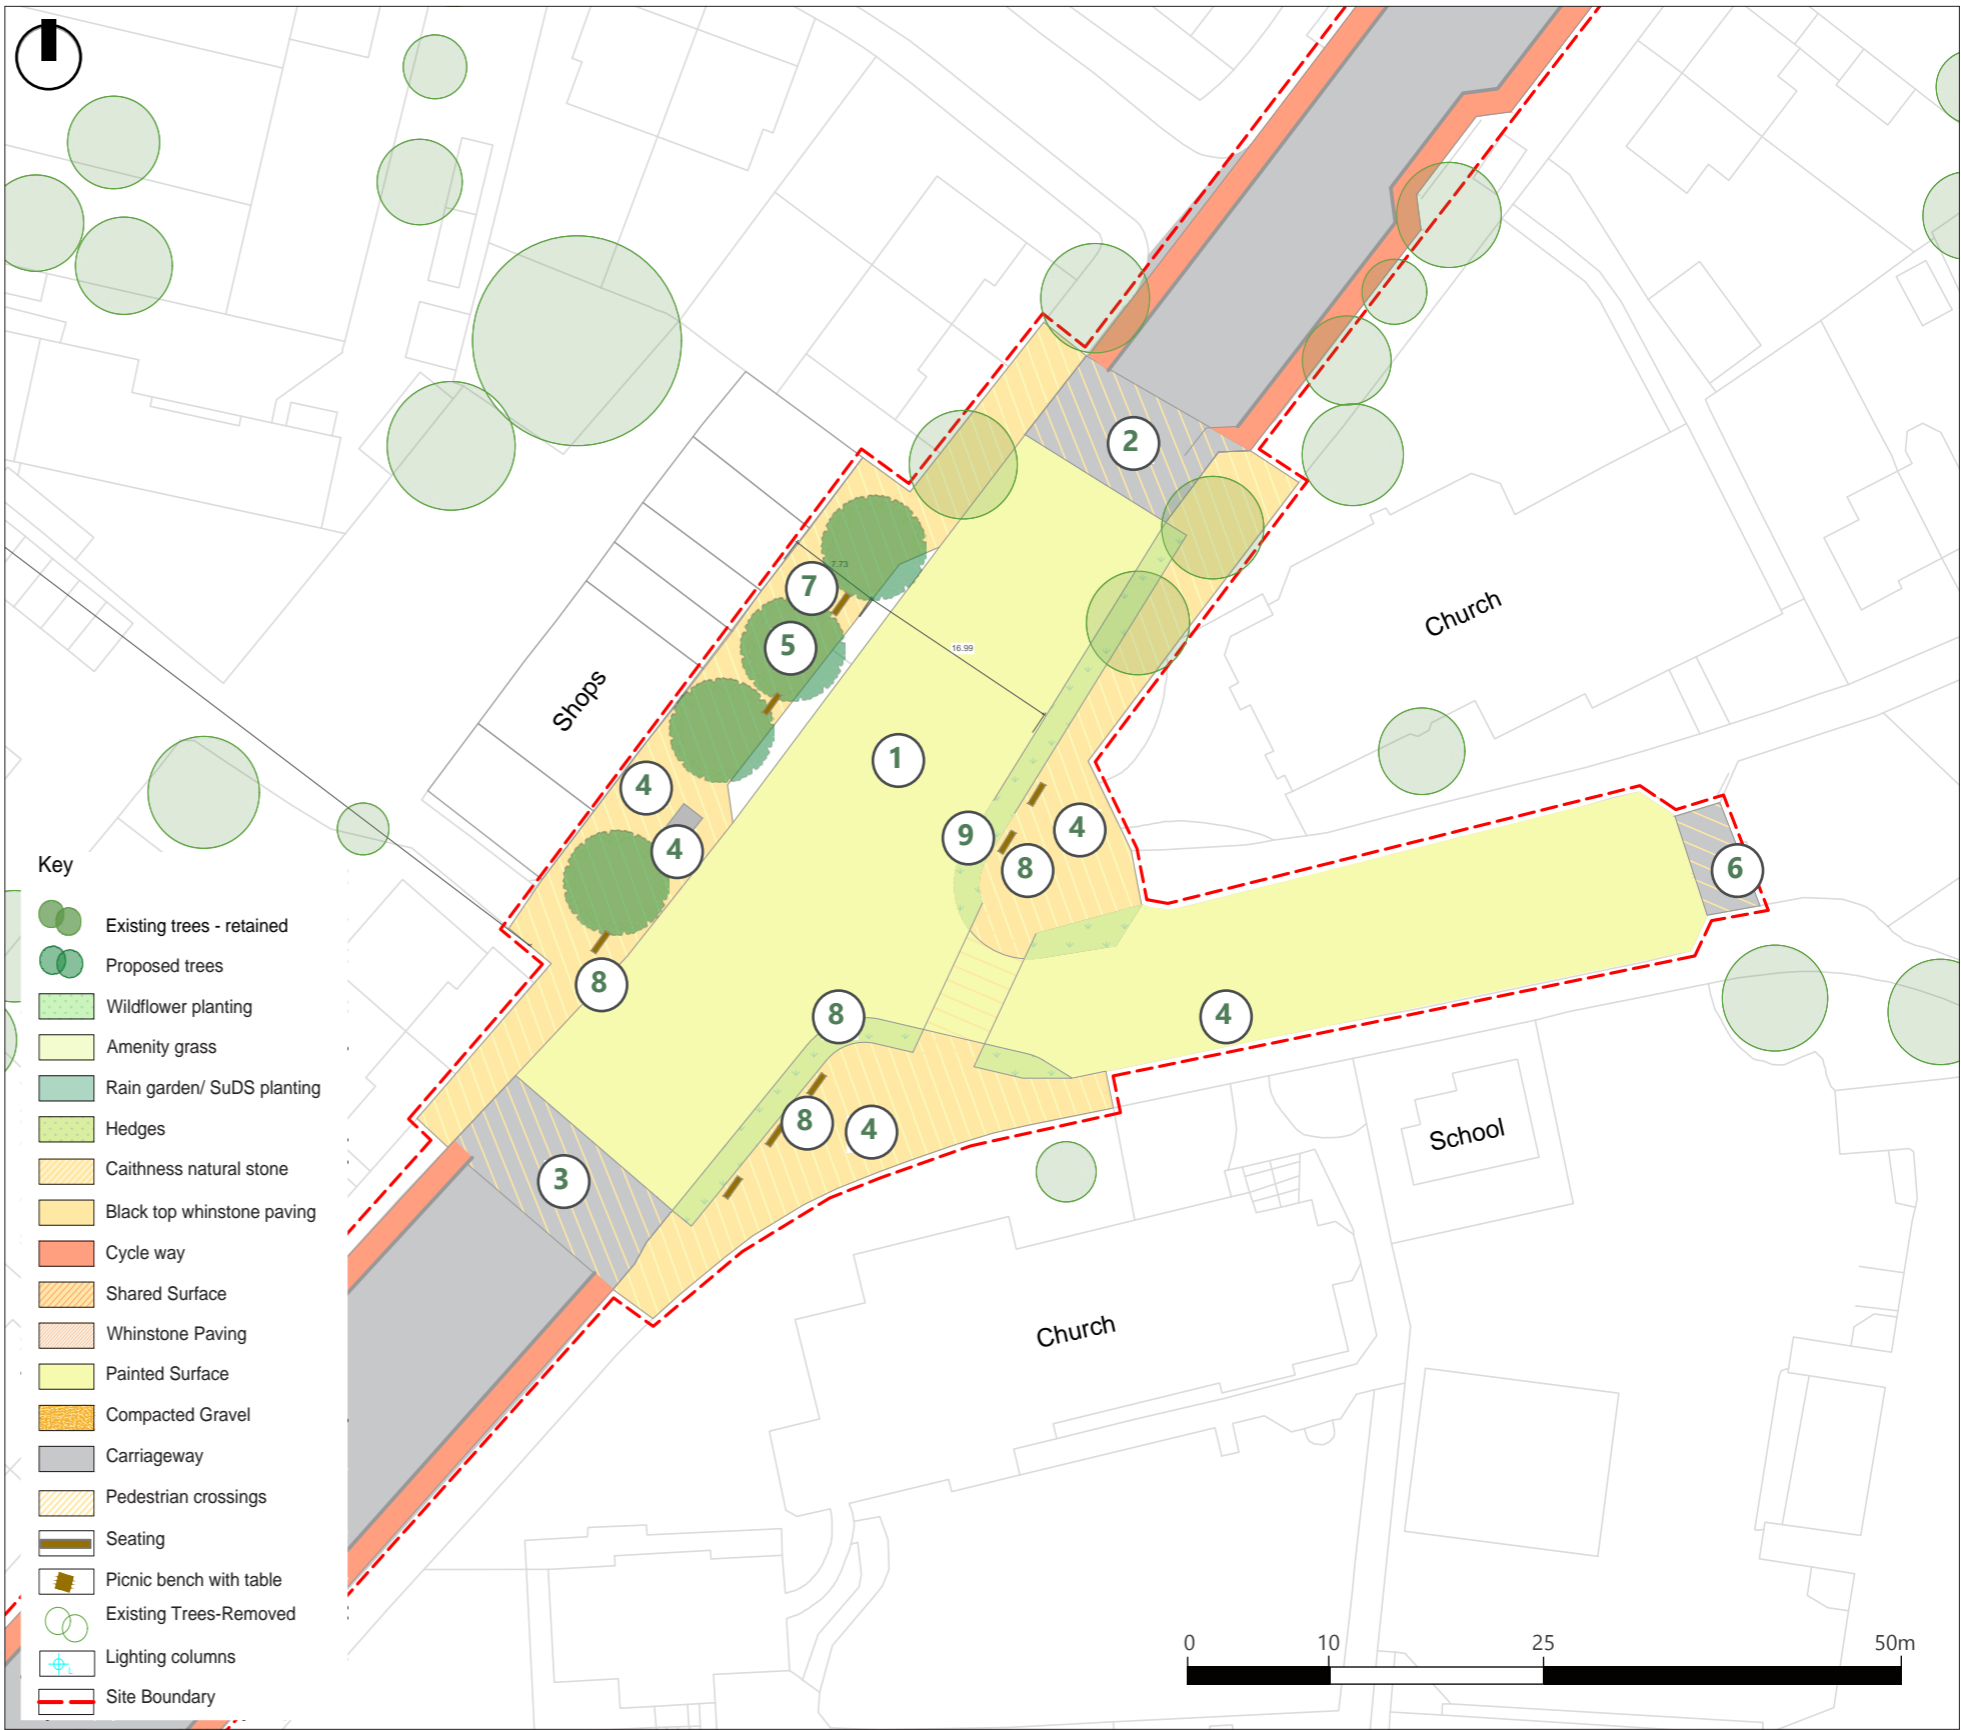 2
7
7.73
5
16.99
Church
Shops
1
4
9
4
4
8
6
Key
Existing trees - retained
Proposed trees
Wildflower planting
Amenity grass
Rain garden/ SuDS planting
Hedges
Caithness natural stone
Black top whinstone paving
Cycle way
Shared Surface
Whinstone Paving
Painted Surface
Compacted Gravel
Carriageway
Pedestrian crossings
Seating
Picnic bench with table
Existing Trees-Removed
Lighting columns
Site Boundary
8
8
4
8
4
School
3
Church
0 10 25 50m